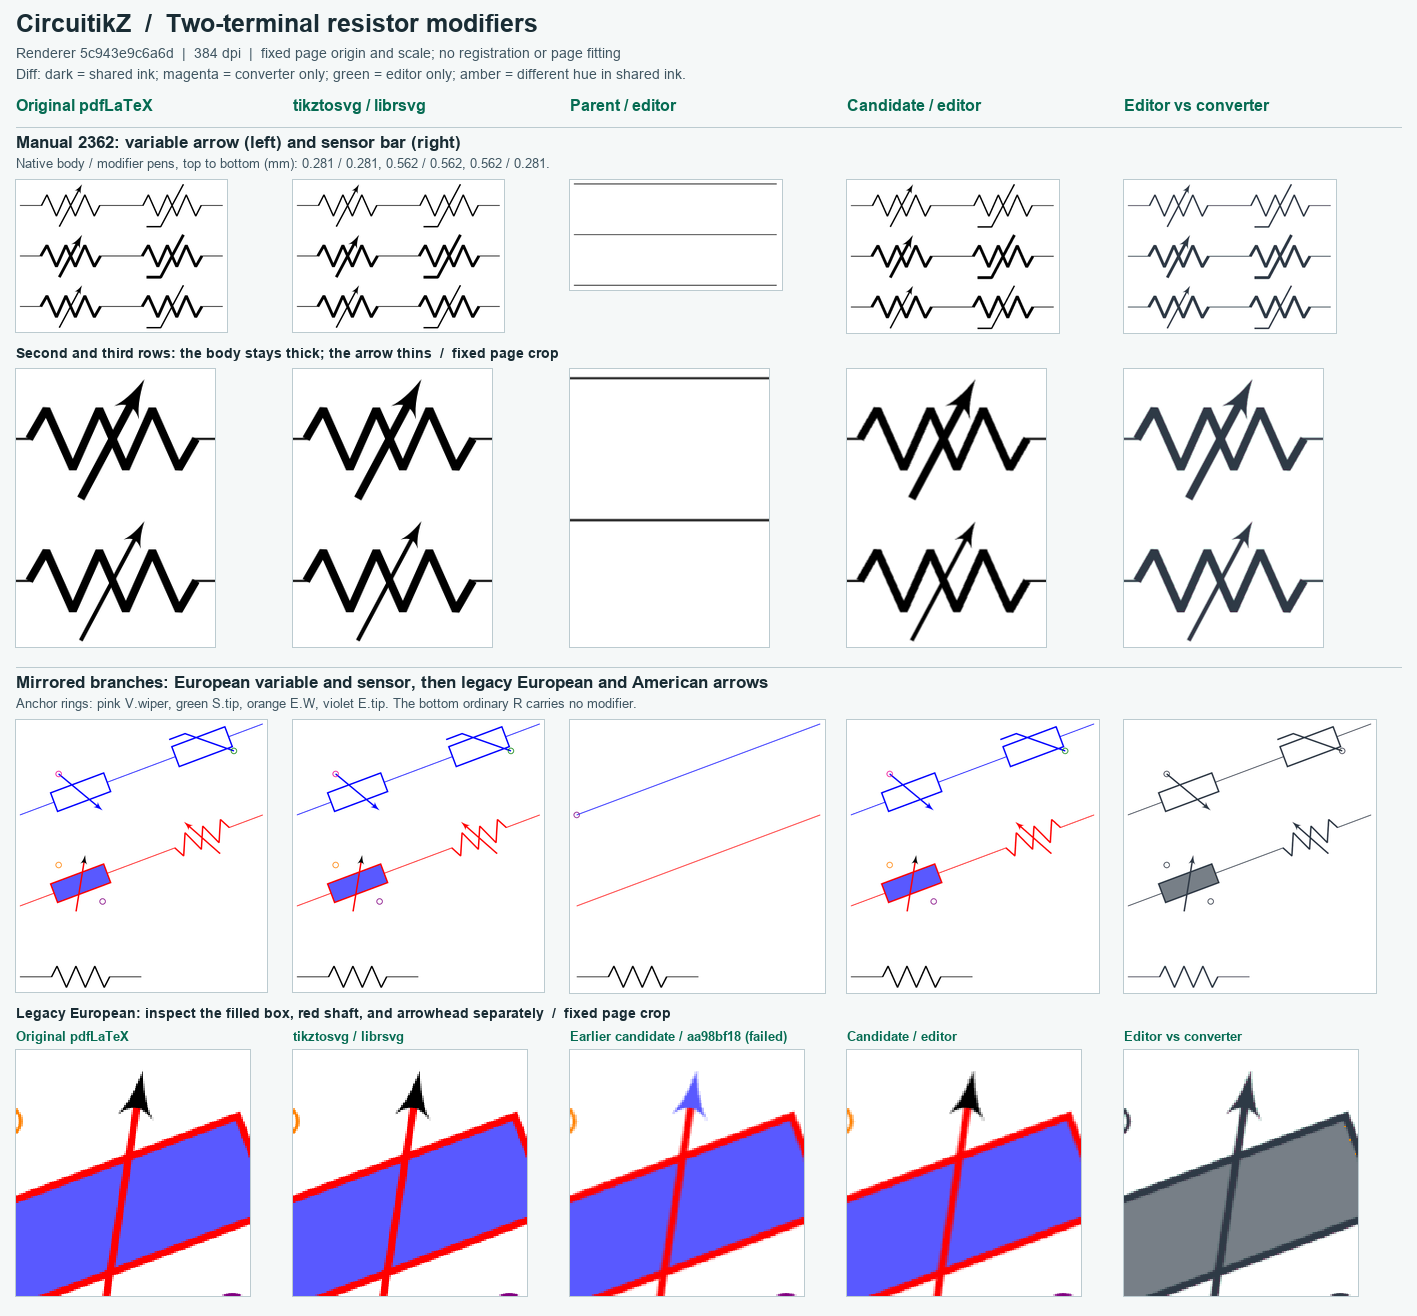 CircuitikZ / Two-terminal resistor modifiers
Renderer 5c943e9c6a6d | 384 dpi | fixed page origin and scale; no registration or page fitting
Diff: dark = shared ink; magenta = converter only; green = editor only; amber = different hue in shared ink.
Original pdfLaTeX
tikztosvg / librsvg
Parent / editor
Candidate / editor
Editor vs converter
Manual 2362: variable arrow (left) and sensor bar (right)
Native body / modifier pens, top to bottom (mm): 0.281 / 0.281, 0.562 / 0.562, 0.562 / 0.281.
Second and third rows: the body stays thick; the arrow thins / fixed page crop
Mirrored branches: European variable and sensor, then legacy European and American arrows
Anchor rings: pink V.wiper, green S.tip, orange E.W, violet E.tip. The bottom ordinary R carries no modifier.
Legacy European: inspect the filled box, red shaft, and arrowhead separately / fixed page crop
Original pdfLaTeX
tikztosvg / librsvg
Earlier candidate / aa98bf18 (failed)
Candidate / editor
Editor vs converter